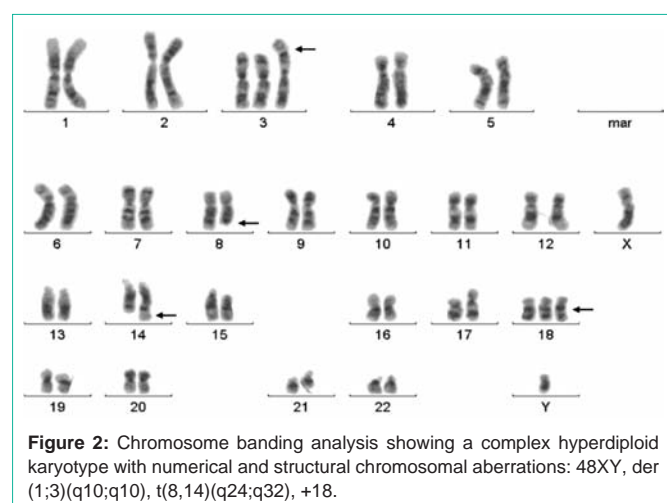 1 2 3 4 5 mar
6 7 8 9 10 11 12 X
13 14 15 16 17 18
19 20 21 22 Y
Figure 2: Chromosome banding analysis showing a complex hyperdiploid
karyotype with numerical and structural chromosomal aberrations: 48XY, der
(1;3)(q10;q10), t(8,14)(q24;q32), +18.